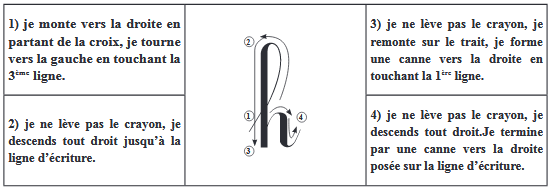 1) je monte vers la droite en
partant de la croix, je tourne
vers la gauche en touchant la
3ème ligne.
2) je ne lève pas le crayon, je
descends tout droit jusqu'à la
ligne d'écriture.
②
①
④
③
h
3) je ne lève pas le crayon, je
remonte sur le trait, je forme
une canne vers la droite en
touchant la 1ère ligne.
4) je ne lève pas le crayon, je
descends tout droit.Je termine
par une canne vers la droite
posée sur la ligne d'écriture.